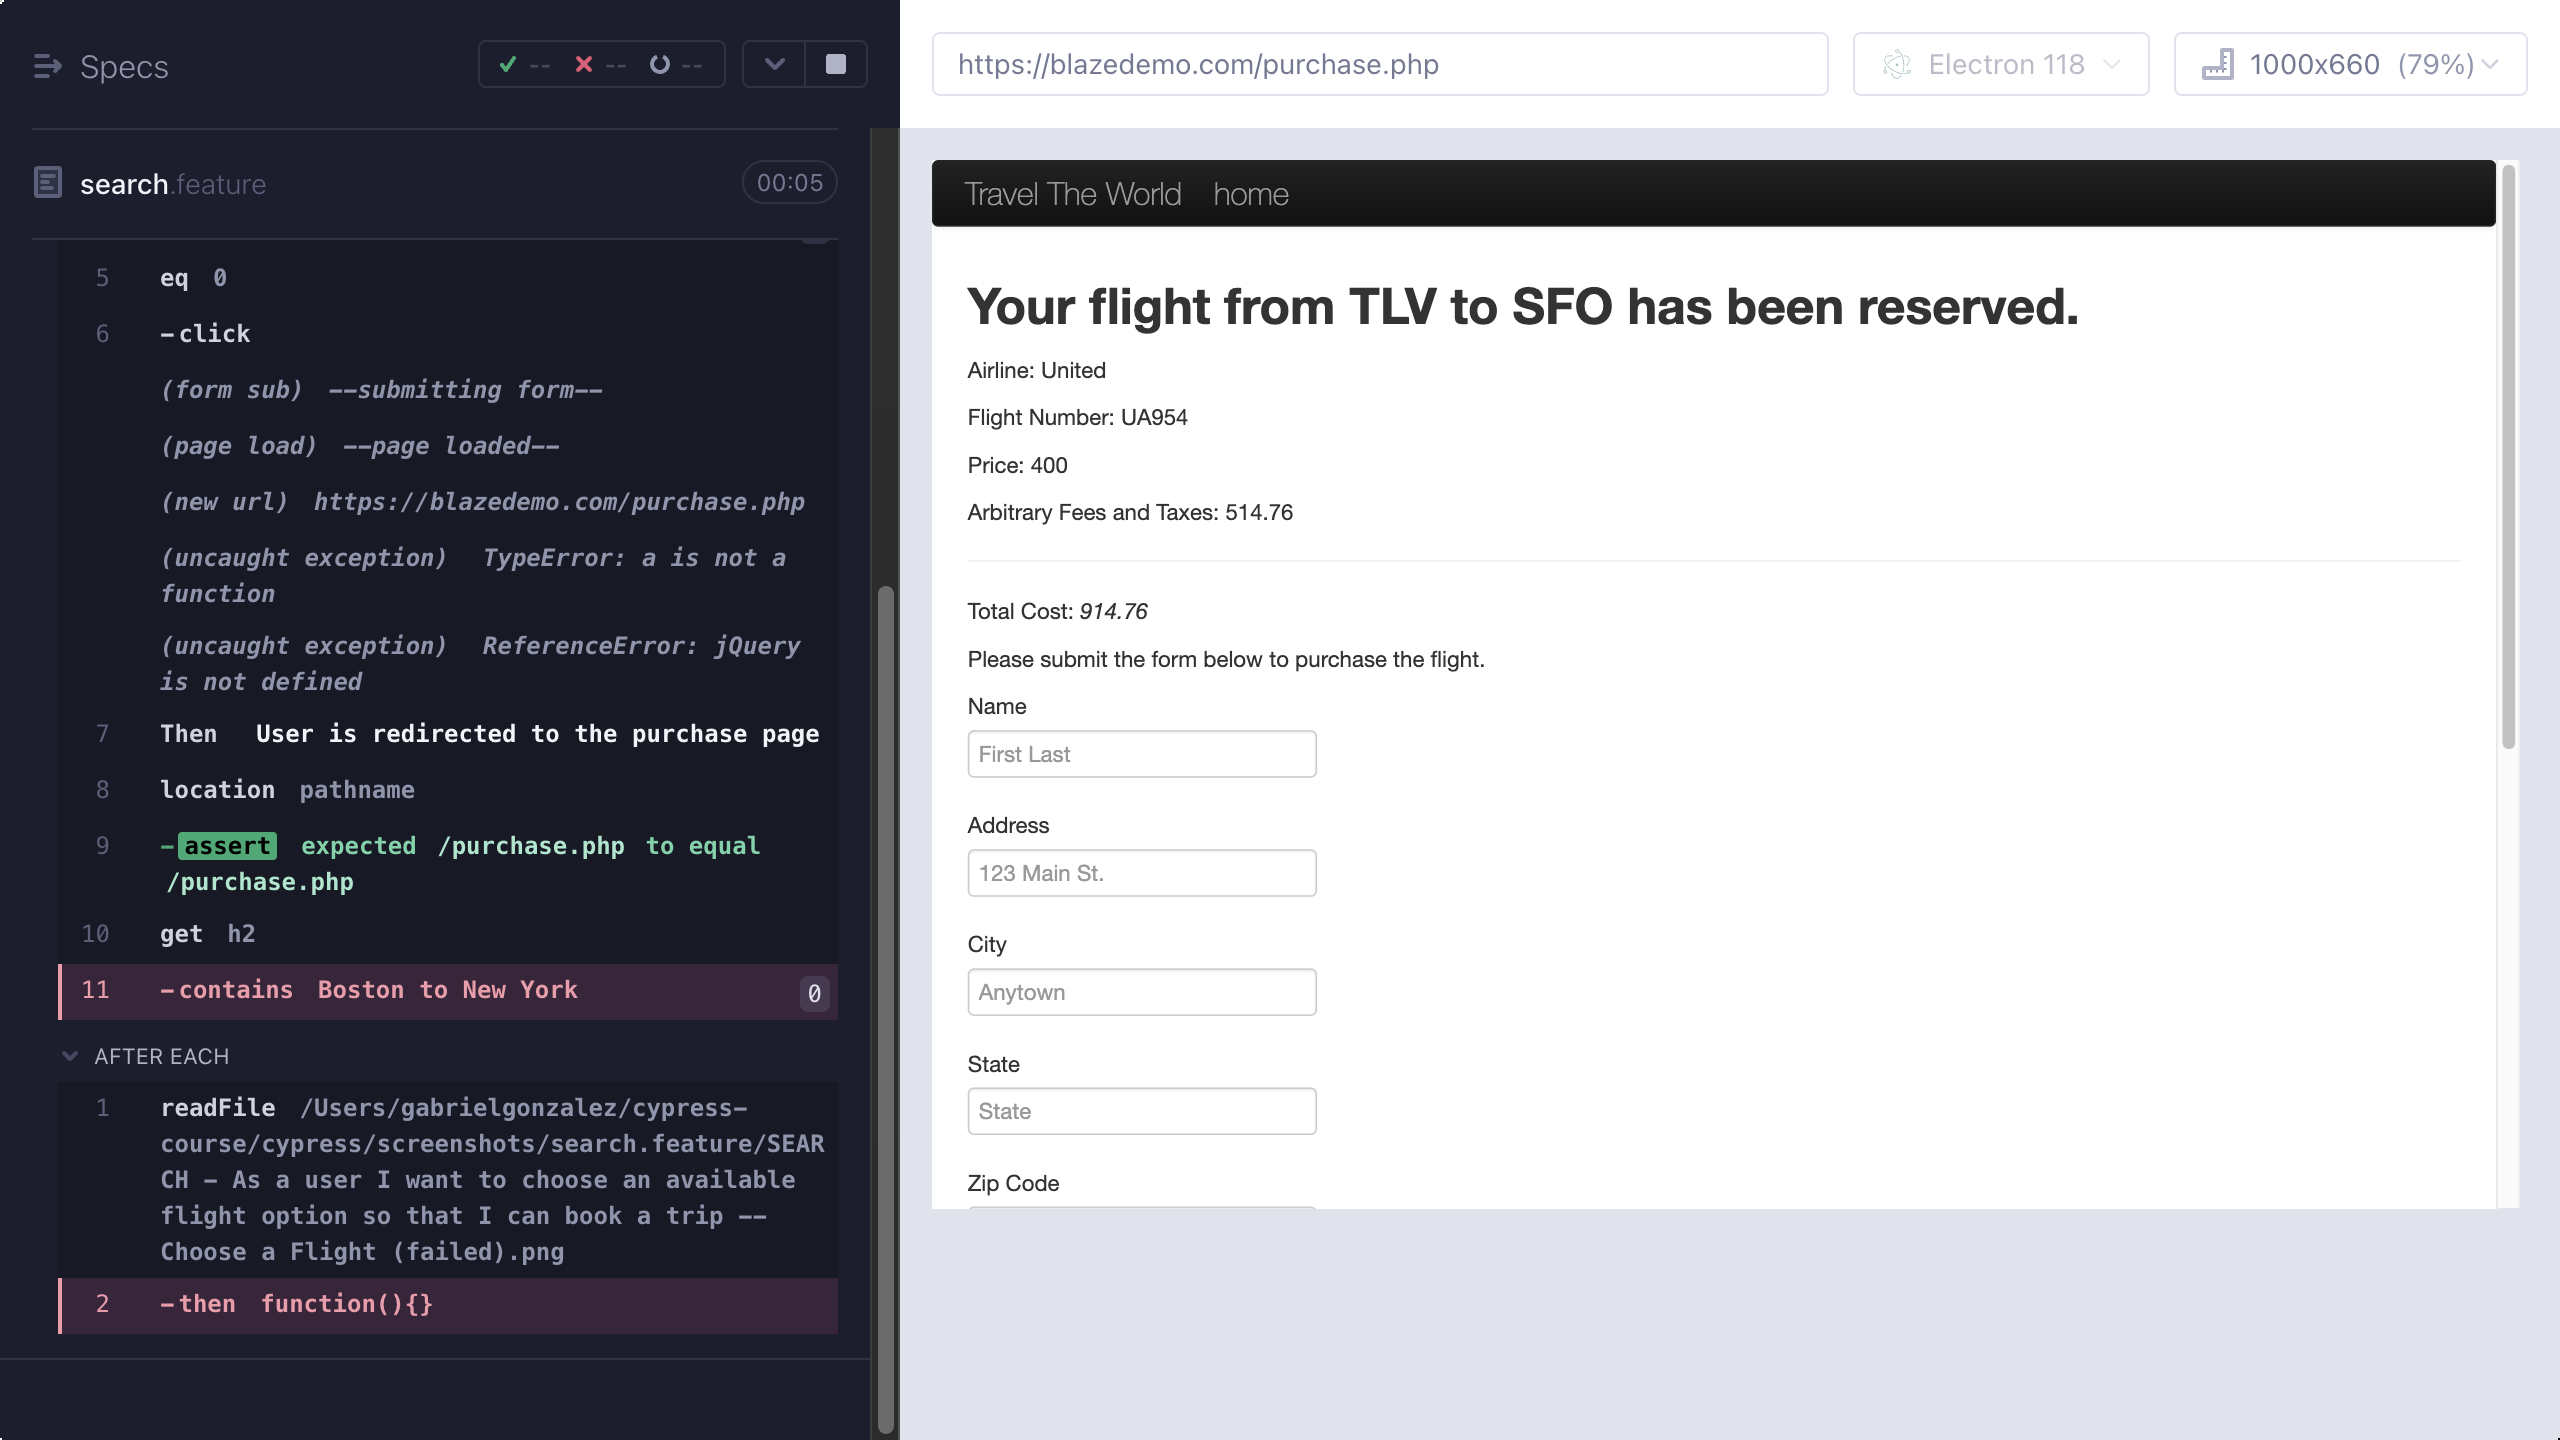 Specs
-- -- --
search.feature
00:05
5 eq 0
6 -click
(form sub) --submitting form--
(page load) --page loaded--
(new url) https://blazedemo.com/purchase.php
(uncaught exception) TypeError: a is not a
function
(uncaught exception) ReferenceError: jQuery
is not defined
7 Then User is redirected to the purchase page
8 location pathname
9 -assert expected /purchase.php to equal
/purchase.php
10 get h2
11 -contains Boston to New York 0
AFTER EACH
1 readFile /Users/gabrielgonzalez/cypress-
course/cypress/screenshots/search.feature/SEAR
CH - As a user I want to choose an available
flight option so that I can book a trip --
Choose a Flight (failed).png
2 -then function(){}
https://blazedemo.com/purchase.php
Electron 118
1000x660 (79%)
Travel The World home
Your flight from TLV to SFO has been reserved.
Airline: United
Flight Number: UA954
Price: 400
Arbitrary Fees and Taxes: 514.76
Total Cost: 914.76
Please submit the form below to purchase the flight.
Name
First Last
Address
123 Main St.
City
Anytown
State
State
Zip Code